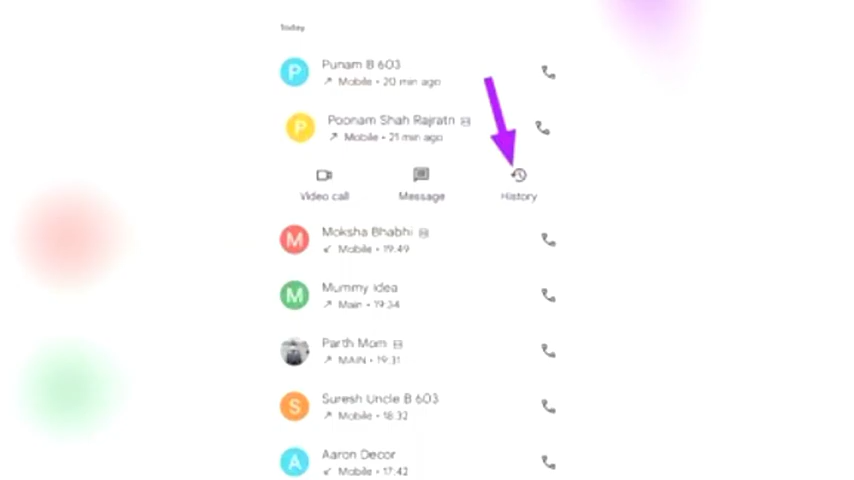 Today
Punam B 603
Mobile • 20 min ago
Poonam Shah Rajratn
Mobile • 21 min ago
Video call Message History
Moksha Bhabhi
Mobile • 19:49
Mummy idea
Main • 19:34
Parth Mom
MAIN • 19:31
Suresh Uncle B 603
Mobile • 18:32
Aaron Decor
Mobile • 17:42